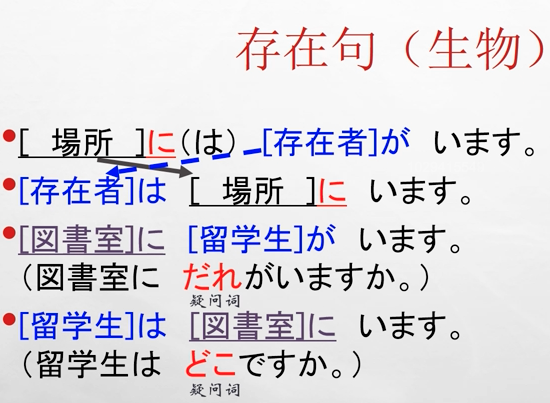 存在句（生物）
•[　場所　]に（は）　[存在者]が　います。
•[存在者]は　[　場所　]に　います。
•[図書室]に　[留学生]が　います。
（図書室に　だれがいますか。）
疑问词
•[留学生]は　[図書室]に　います。
（留学生は　どこですか。）
疑问词